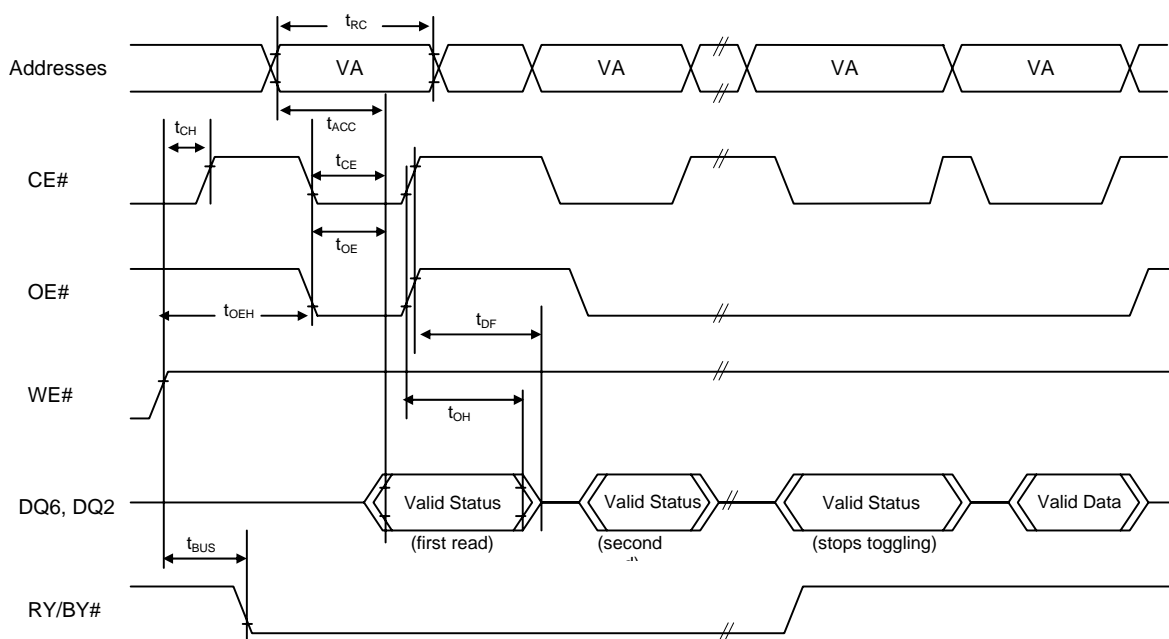 tRC
Addresses
VA
VA
VA
VA
tACC
tCH
tCE
CE#
tOE
OE#
tOEH
tDF
WE#
tOH
DQ6, DQ2
Valid Status
Valid Status
Valid Status
Valid Data
(first read)
(second
(stops toggling)
tBUS
RY/BY#